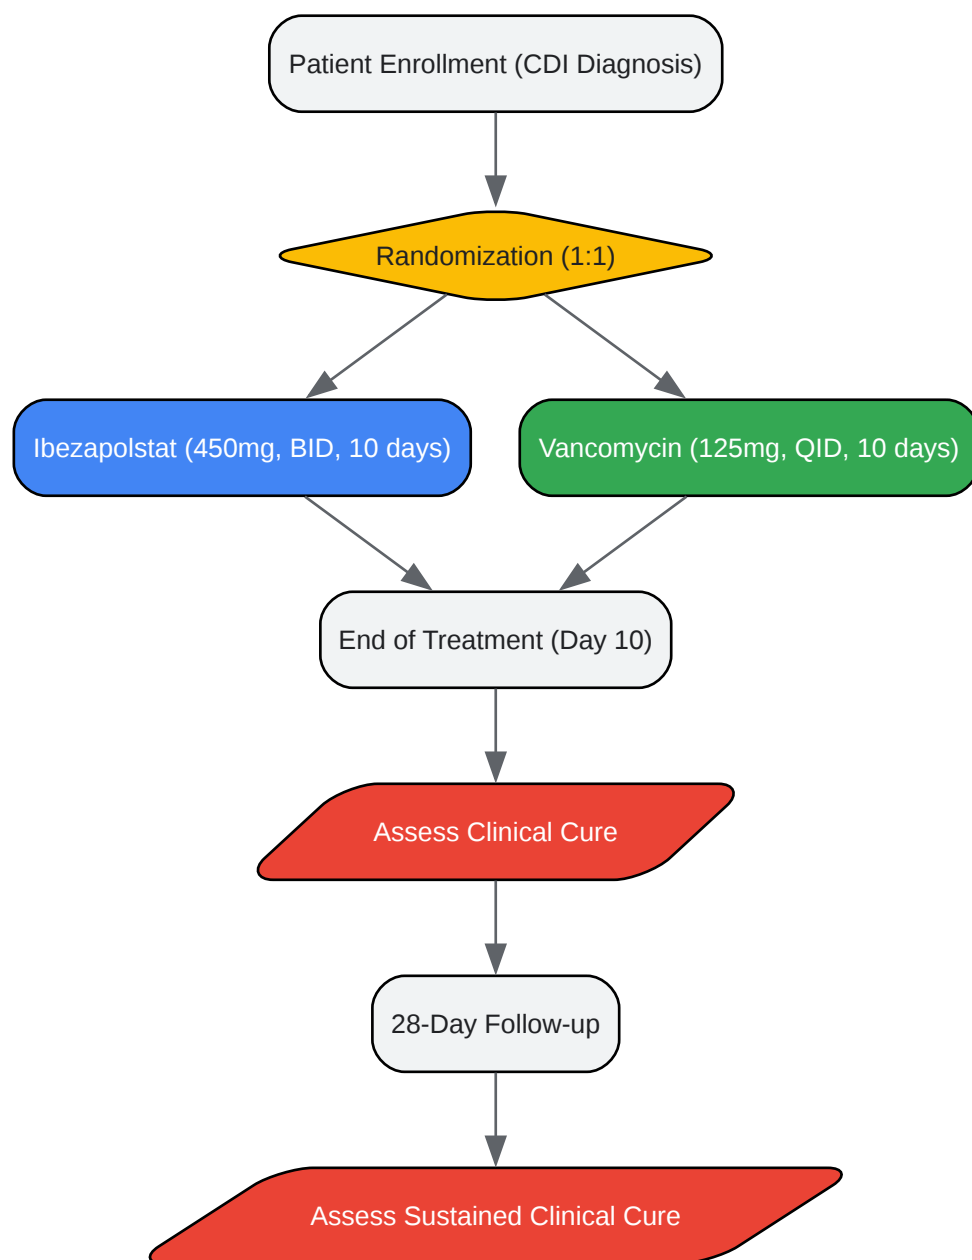 Patient Enrollment (CDI Diagnosis)
Randomization (1:1)
Ibezapolstat (450mg, BID, 10 days)
Vancomycin (125mg, QID, 10 days)
End of Treatment (Day 10)
Assess Clinical Cure
28-Day Follow-up
Assess Sustained Clinical Cure